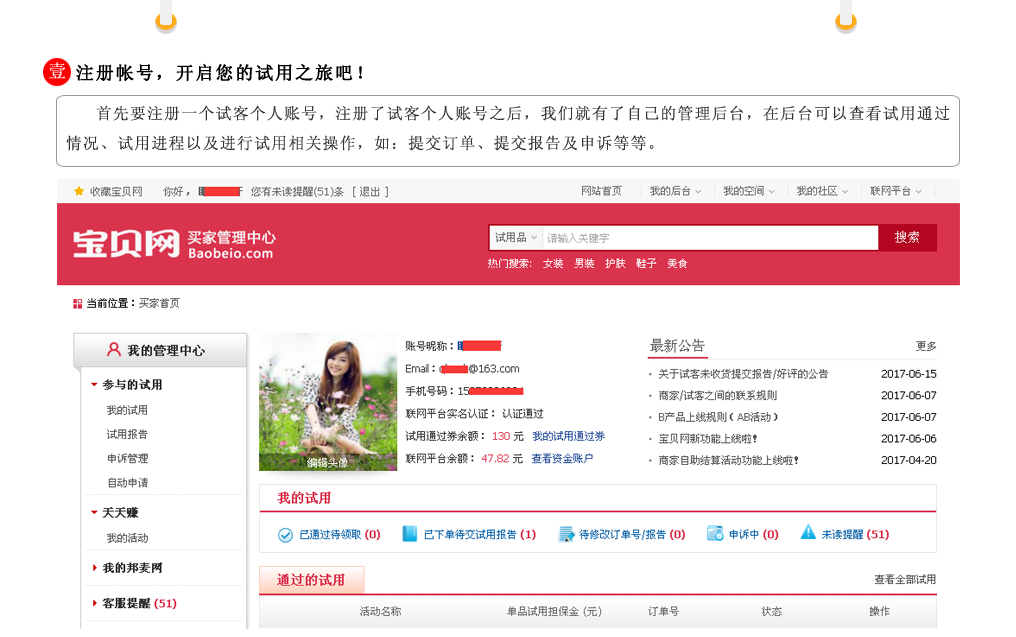 壹 注册帐号，开启您的试用之旅吧！
首先要注册一个试客个人账号，注册了试客个人账号之后，我们就有了自己的管理后台，在后台可以查看试用通过
情况、试用进程以及进行试用相关操作，如：提交订单、提交报告及申诉等等。
收藏宝贝网 你好， 您有未读提醒(51)条 [ 退出 ] 网站首页 我的后台 我的空间 我的社区 联网平台
宝贝网 买家管理中心
Baobeio.com
试用品 请输入关键字 搜索
热门搜索: 女装 男装 护肤 鞋子 美食
当前位置：买家首页
我的管理中心
参与的试用
我的试用
试用报告
申诉管理
自动申请
天天赚
我的活动
我的邦麦网
客服提醒 (51)
编辑头像
账号昵称：
Email： @163.com
手机号码：
联网平台实名认证： 认证通过
试用通过券余额： 130 元 我的试用通过券
联网平台余额： 47.82 元 查看资金账户
最新公告 更多
· 关于试客未收货提交报告/好评的公告 2017-06-15
· 商家/试客之间的联系规则 2017-06-07
· B产品上线规则（AB活动） 2017-06-07
· 宝贝网新功能上线啦! 2017-06-06
· 商家自助结算活动功能上线啦! 2017-04-20
我的试用
已通过待领取 (0) 已下单待交试用报告 (1) 待修改订单号/报告 (0) 申诉中 (0) 未读提醒 (51)
通过的试用 查看全部试用
活动名称 单品试用担保金 (元) 订单号 状态 操作